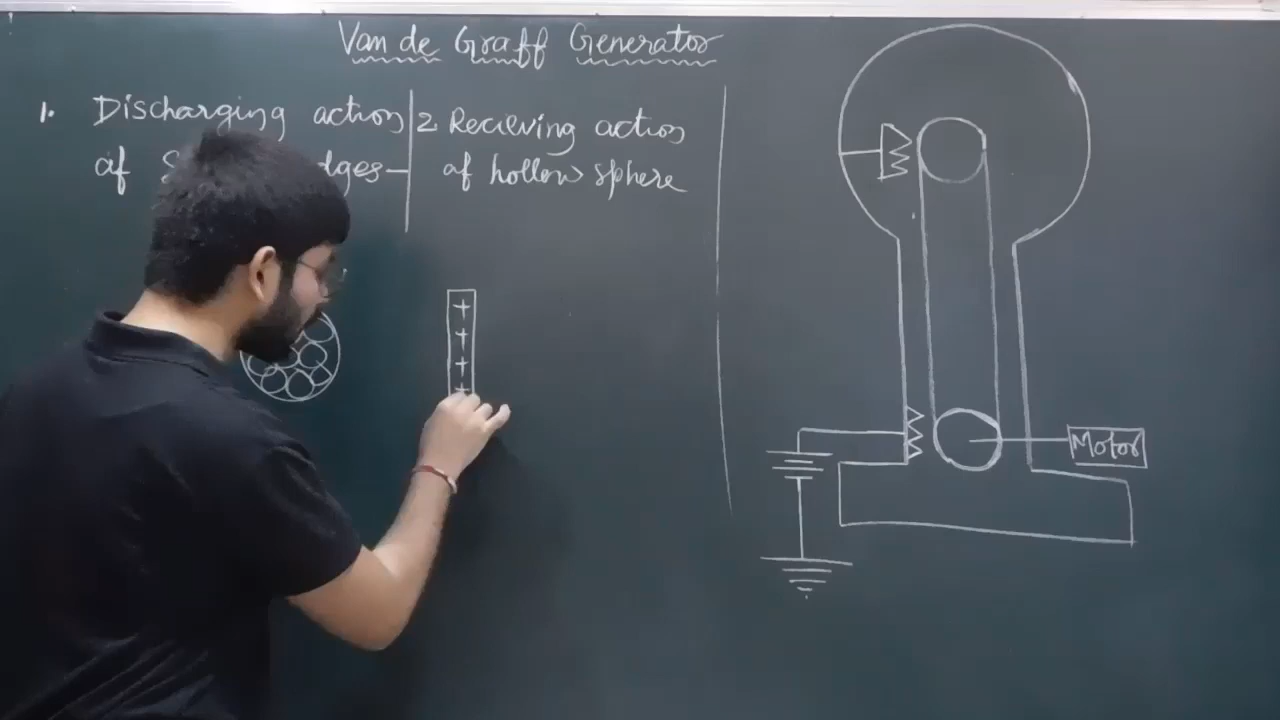 Van de Graff Generator
1. Discharging action
of dges-
2 Recieving action
of hollow sphere
+
+
+
+
Motor